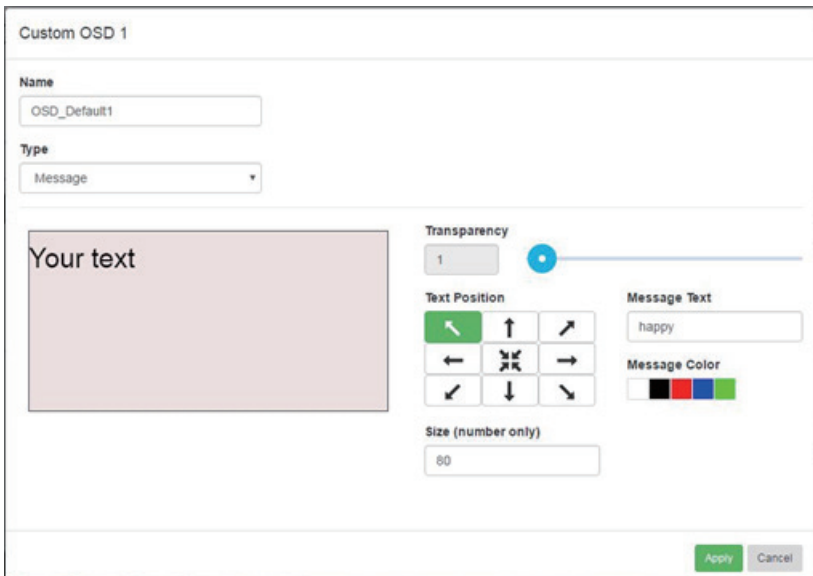 Custom OSD 1
Name
OSD_Default1
Type
Message
Your text
Transparency
1
Text Position
Message Text
happy
Message Color
Size (number only)
80
Apply Cancel